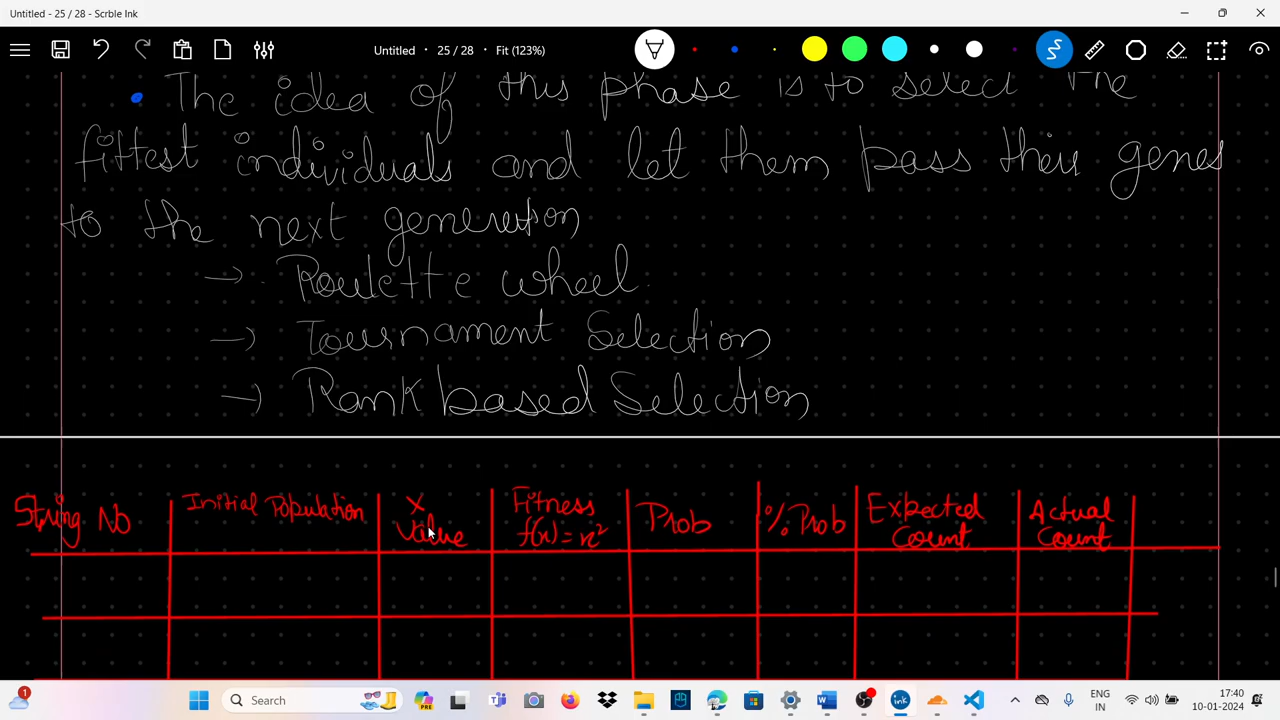 Untitled - 25 / 28 - Scrble Ink
Untitled • 25 / 28 • Fit (123%)
• The idea of this phase is to select the
fittest individuals and let them pass their genes
to the next generation
→ Roulette wheel
→ Tournament Selection
→ Rank based Selection
String No Initial Population X Value Fitness f(x) = x² Prob % Prob Expected Count Actual Count
1
Search
PRE
ENG IN
17:40
10-01-2024